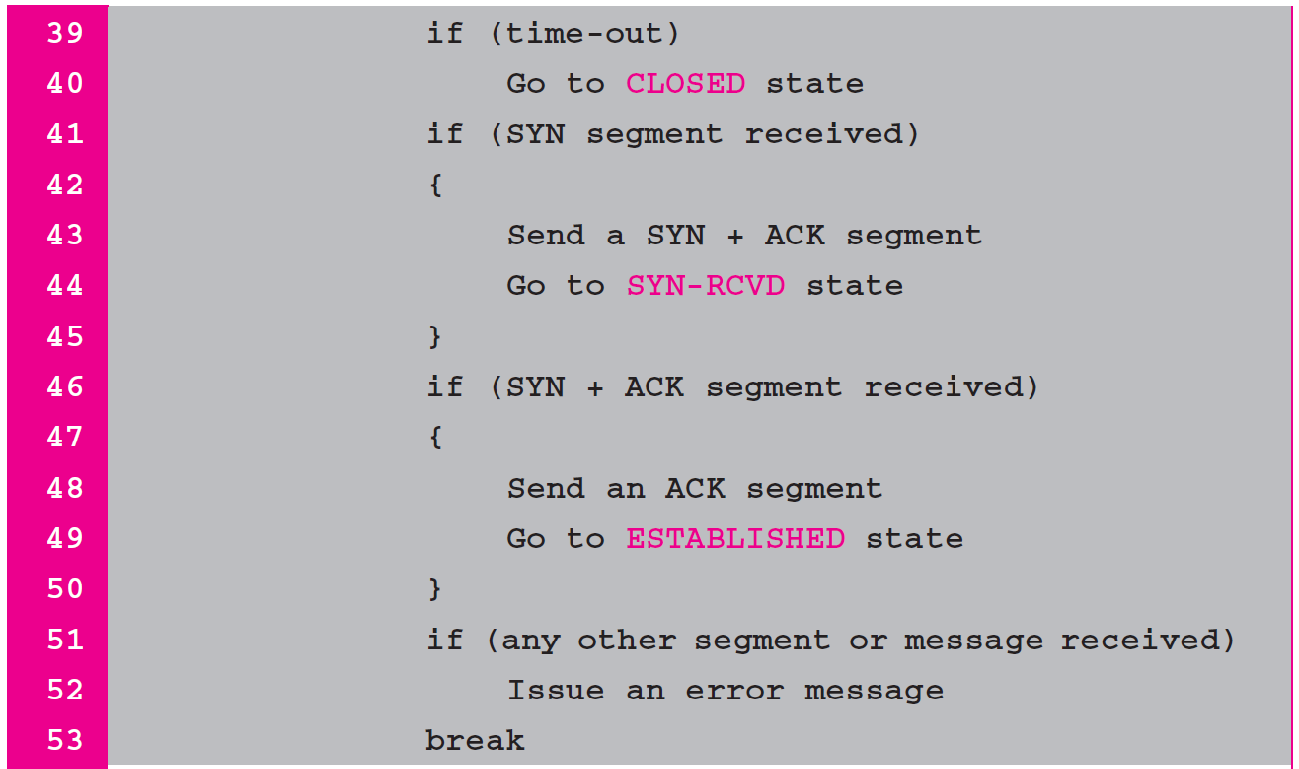 39 if (time-out)
40 Go to CLOSED state
41 if (SYN segment received)
42 {
43 Send a SYN + ACK segment
44 Go to SYN-RCVD state
45 }
46 if (SYN + ACK segment received)
47 {
48 Send an ACK segment
49 Go to ESTABLISHED state
50 }
51 if (any other segment or message received)
52 Issue an error message
53 break